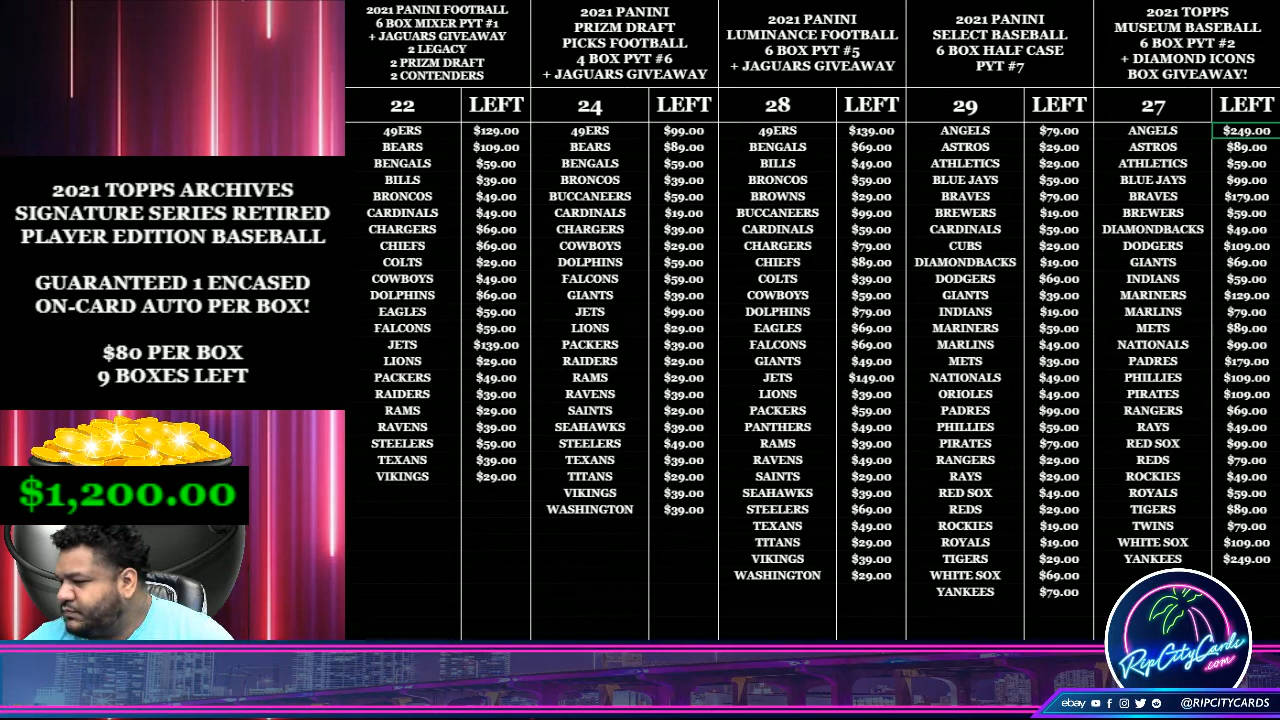 2021 TOPPS ARCHIVES
SIGNATURE SERIES RETIRED
PLAYER EDITION BASEBALL
GUARANTEED 1 ENCASED
ON-CARD AUTO PER BOX!
$80 PER BOX
9 BOXES LEFT
$1,200.00
2021 PANINI FOOTBALL
6 BOX MIXER PYT #1
+ JAGUARS GIVEAWAY
2 LEGACY
2 PRIZM DRAFT
2 CONTENDERS
22 LEFT
49ERS $129.00
BEARS $109.00
BENGALS $59.00
BILLS $39.00
BRONCOS $49.00
CARDINALS $49.00
CHARGERS $69.00
CHIEFS $69.00
COLTS $29.00
COWBOYS $49.00
DOLPHINS $69.00
EAGLES $59.00
FALCONS $59.00
JETS $139.00
LIONS $29.00
PACKERS $49.00
RAIDERS $39.00
RAMS $29.00
RAVENS $39.00
STEELERS $59.00
TEXANS $39.00
VIKINGS $29.00
2021 PANINI
PRIZM DRAFT
PICKS FOOTBALL
4 BOX PYT #6
+ JAGUARS GIVEAWAY
24 LEFT
49ERS $99.00
BEARS $89.00
BENGALS $59.00
BRONCOS $39.00
BUCCANEERS $59.00
CARDINALS $19.00
CHARGERS $39.00
COWBOYS $29.00
DOLPHINS $59.00
FALCONS $59.00
GIANTS $39.00
JETS $99.00
LIONS $29.00
PACKERS $39.00
RAIDERS $29.00
RAMS $29.00
RAVENS $39.00
SAINTS $29.00
SEAHAWKS $39.00
STEELERS $49.00
TEXANS $39.00
TITANS $29.00
VIKINGS $39.00
WASHINGTON $39.00
2021 PANINI
LUMINANCE FOOTBALL
6 BOX PYT #5
+ JAGUARS GIVEAWAY
28 LEFT
49ERS $139.00
BENGALS $69.00
BILLS $49.00
BRONCOS $59.00
BROWNS $29.00
BUCCANEERS $99.00
CARDINALS $59.00
CHARGERS $79.00
CHIEFS $89.00
COLTS $39.00
COWBOYS $59.00
DOLPHINS $79.00
EAGLES $69.00
FALCONS $69.00
GIANTS $49.00
JETS $149.00
LIONS $39.00
PACKERS $59.00
PANTHERS $49.00
RAMS $39.00
RAVENS $49.00
SAINTS $29.00
SEAHAWKS $39.00
STEELERS $69.00
TEXANS $49.00
TITANS $29.00
VIKINGS $39.00
WASHINGTON $29.00
2021 PANINI
SELECT BASEBALL
6 BOX HALF CASE
PYT #7
29 LEFT
ANGELS $79.00
ASTROS $29.00
ATHLETICS $29.00
BLUE JAYS $59.00
BRAVES $79.00
BREWERS $19.00
CARDINALS $59.00
CUBS $29.00
DIAMONDBACKS $19.00
DODGERS $69.00
GIANTS $39.00
INDIANS $19.00
MARINERS $59.00
MARLINS $49.00
METS $39.00
NATIONALS $49.00
ORIOLES $49.00
PADRES $99.00
PHILLIES $59.00
PIRATES $79.00
RANGERS $29.00
RAYS $29.00
RED SOX $49.00
REDS $29.00
ROCKIES $19.00
ROYALS $19.00
TIGERS $29.00
WHITE SOX $69.00
YANKEES $79.00
2021 TOPPS
MUSEUM BASEBALL
6 BOX PYT #2
+ DIAMOND ICONS
BOX GIVEAWAY!
27 LEFT
ANGELS $249.00
ASTROS $89.00
ATHLETICS $59.00
BLUE JAYS $99.00
BRAVES $179.00
BREWERS $59.00
DIAMONDBACKS $49.00
DODGERS $109.00
GIANTS $69.00
INDIANS $59.00
MARINERS $129.00
MARLINS $79.00
METS $89.00
NATIONALS $99.00
PADRES $179.00
PHILLIES $109.00
PIRATES $109.00
RANGERS $69.00
RAYS $49.00
RED SOX $99.00
REDS $79.00
ROCKIES $49.00
ROYALS $59.00
TIGERS $89.00
TWINS $79.00
WHITE SOX $109.00
YANKEES $249.00
RipCityCards
.com
ebay @RIPCITYCARDS